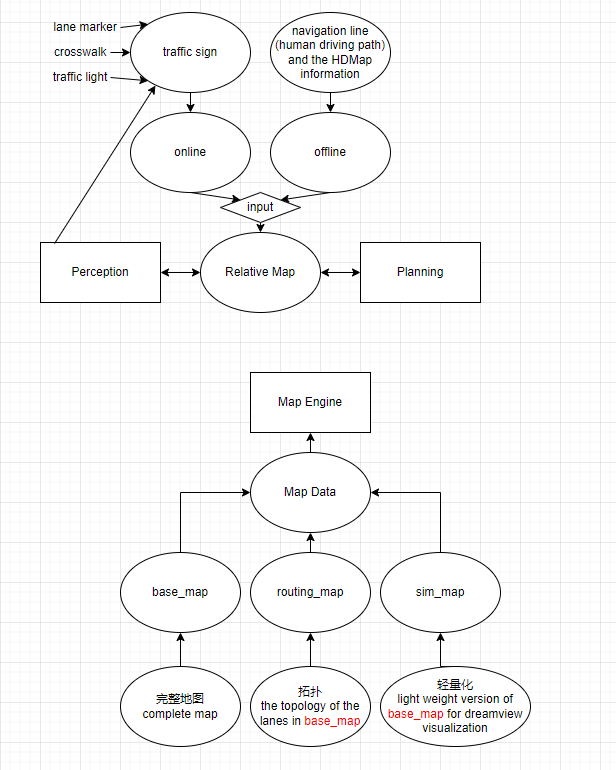 lane marker
crosswalk
traffic light
traffic sign
navigation line
(human driving path)
and the HDMap
information
online
offline
input
Perception
Relative Map
Planning
Map Engine
Map Data
base_map
routing_map
sim_map
完整地图
complete map
拓扑
the topology of the
lanes in base_map
轻量化
light weight version of
base_map for dreamview
visualization